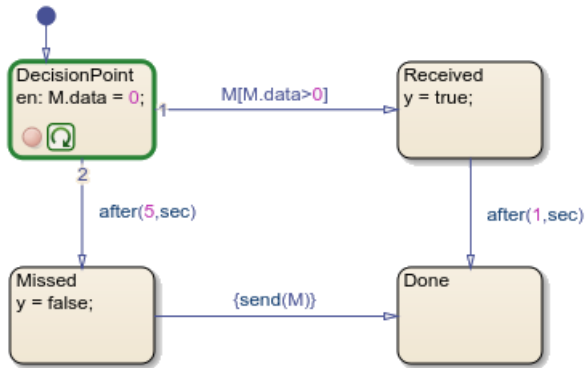 DecisionPoint
en: M.data = 0;
1
M[M.data>0]
Received
y = true;
2
after(5,sec)
after(1,sec)
Missed
y = false;
{send(M)}
Done